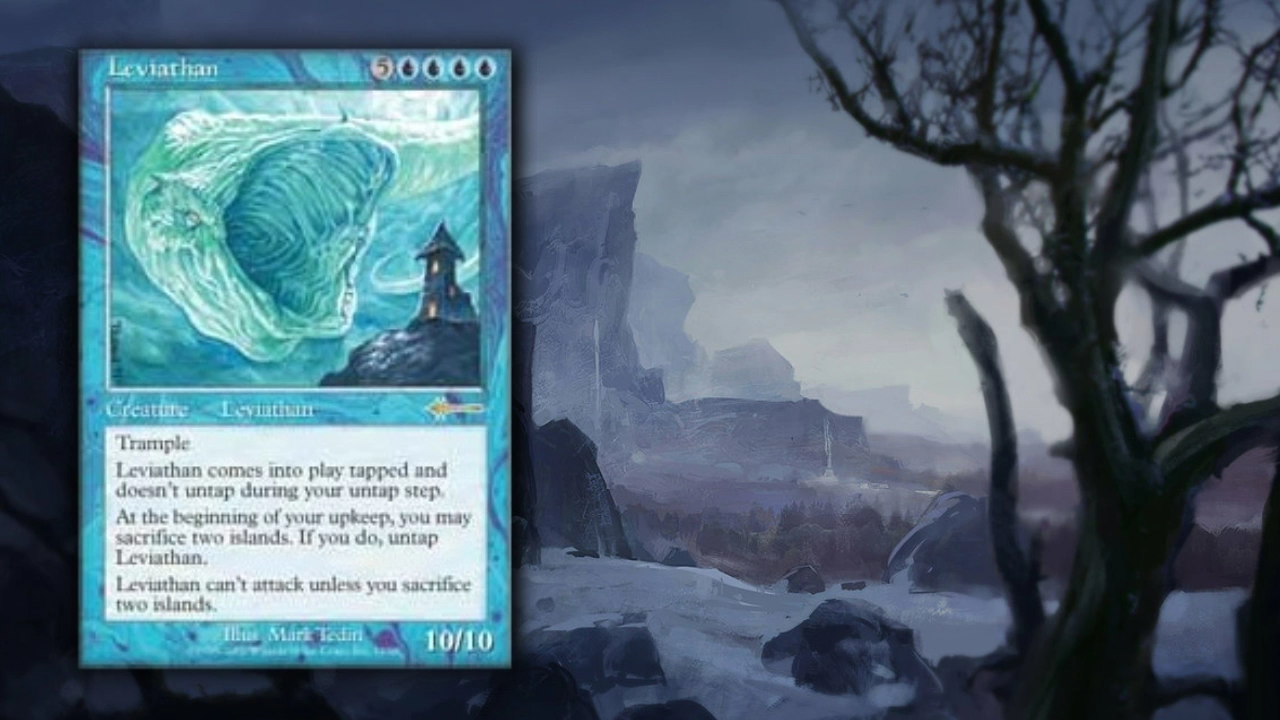 Leviathan 5
Creature Leviathan
Trample
Leviathan comes into play tapped and
doesn't untap during your untap step.
At the beginning of your upkeep, you may
sacrifice two islands. If you do, untap
Leviathan.
Leviathan can't attack unless you sacrifice
two islands.
Illus. Mark Tedin
10/10